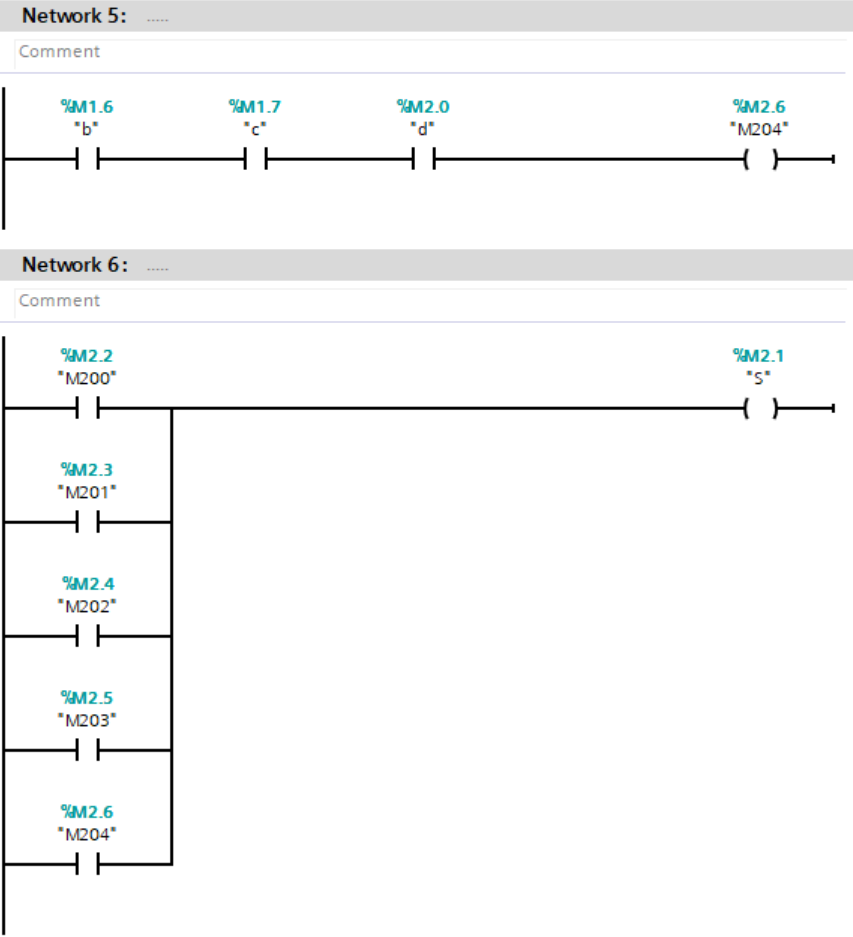 Network 5: .....
Comment
%M1.6 %M1.7 %M2.0 %M2.6
"b" "c" "d" "M204"
Network 6: .....
Comment
%M2.2 %M2.1
"M200" "S"
%M2.3
"M201"
%M2.4
"M202"
%M2.5
"M203"
%M2.6
"M204"